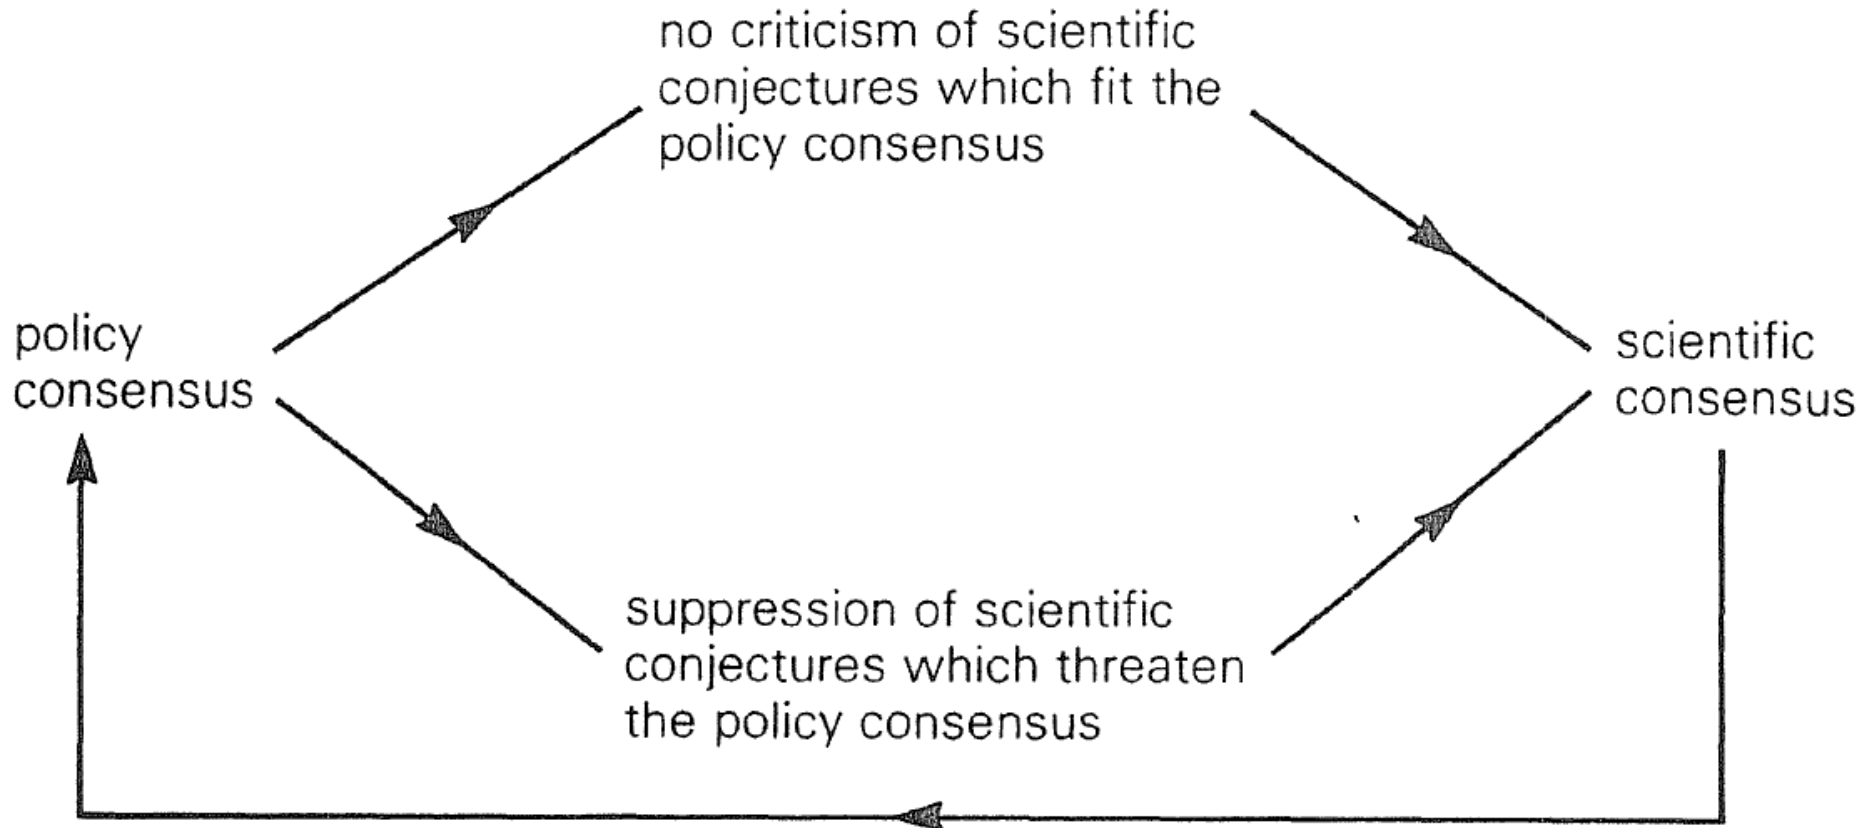 no criticism of scientific
conjectures which fit the
policy consensus
policy
consensus
scientific
consensus
suppression of scientific
conjectures which threaten
the policy consensus